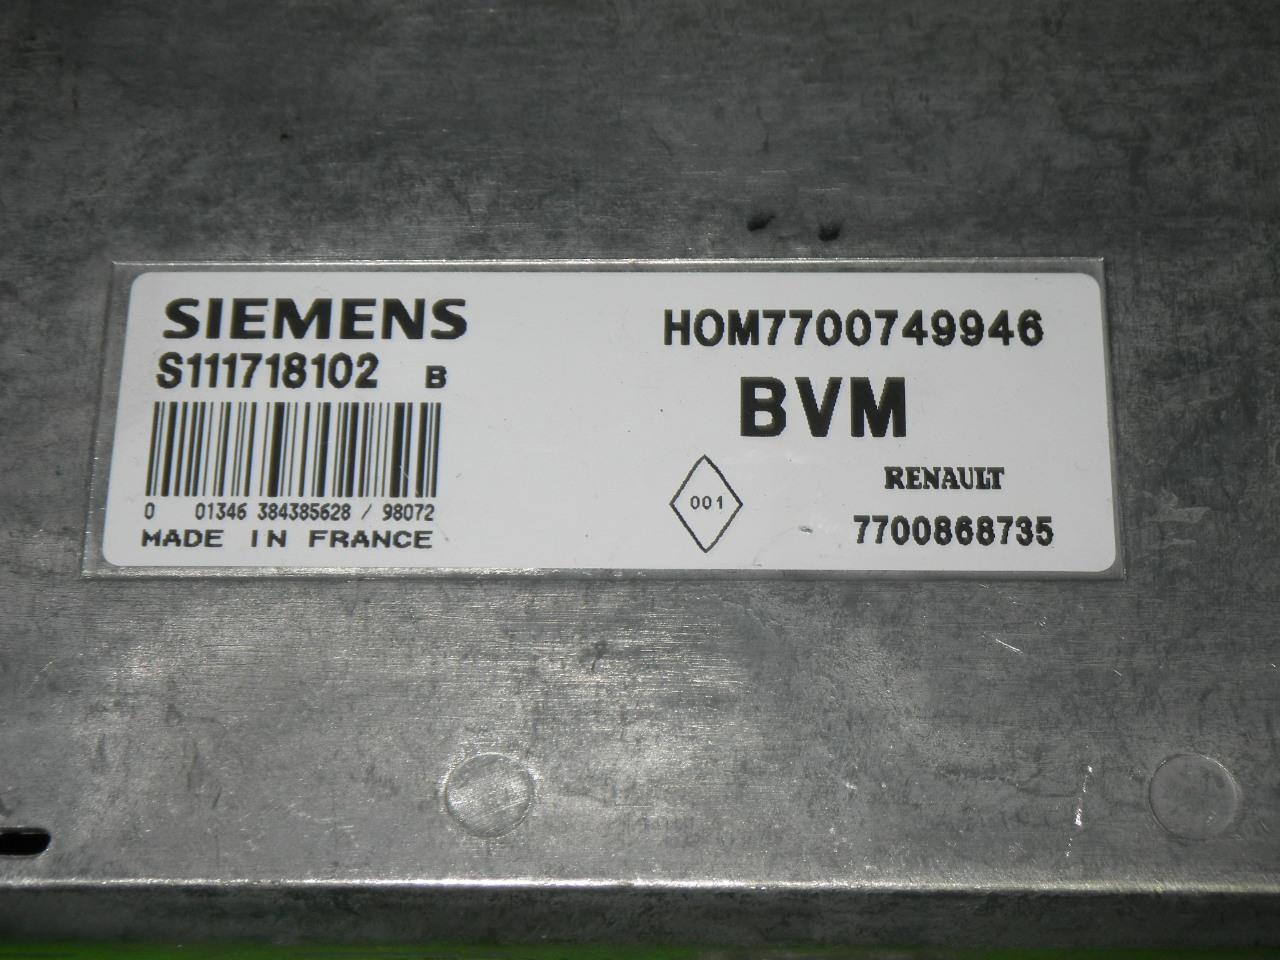 SIEMENS
S111718102 B
0 01346 384385628 / 98072
MADE IN FRANCE
HOM7700749946
BVM
001
RENAULT
7700868735